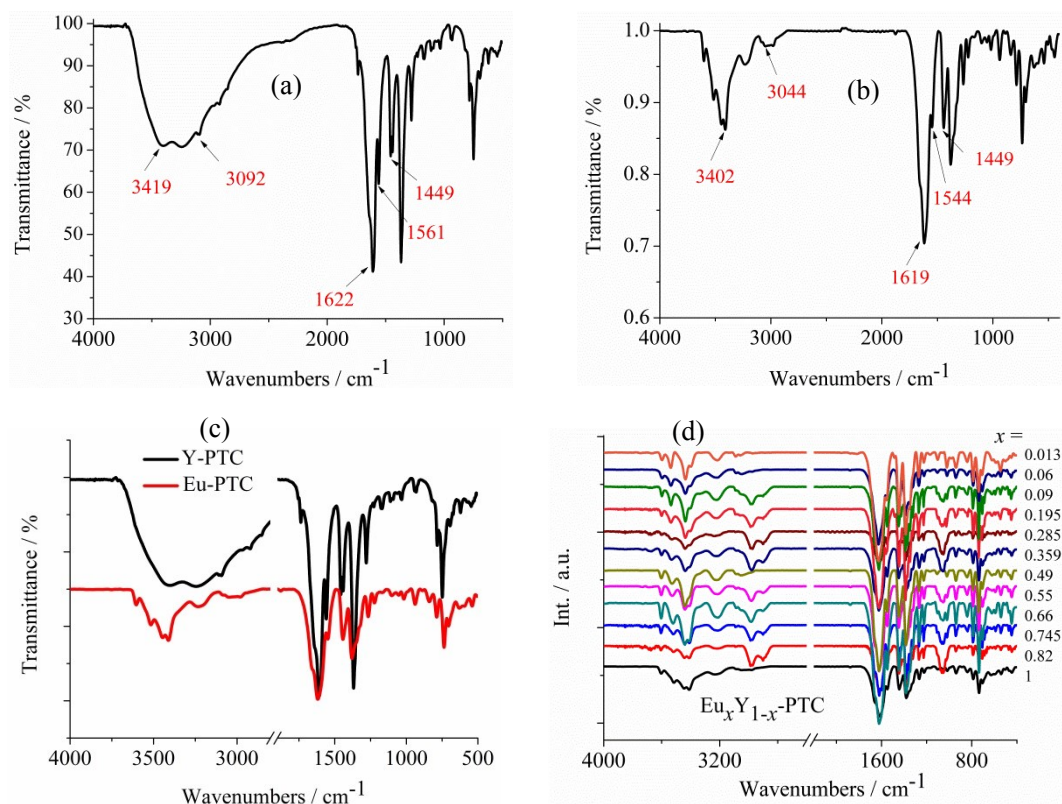 100
90
80
70
60
50
40
30
Transmittance / %
(a)
3419
3092
1449
1561
1622
4000 3000 2000 1000
Wavenumbers / cm-1
1.0
0.9
0.8
0.7
0.6
Transmittance / %
(b)
3044
3402
1449
1544
1619
4000 3000 2000 1000
Wavenumbers / cm-1
(c)
Y-PTC
Eu-PTC
Transmittance / %
4000 3500 3000 1500 1000 500
Wavenumbers / cm-1
(d)
x =
0.013
0.06
0.09
0.195
0.285
0.359
0.49
0.55
0.66
0.745
0.82
1
Int. / a.u.
EuxY1-x-PTC
4000 3200 1600 800
Wavenumbers / cm-1